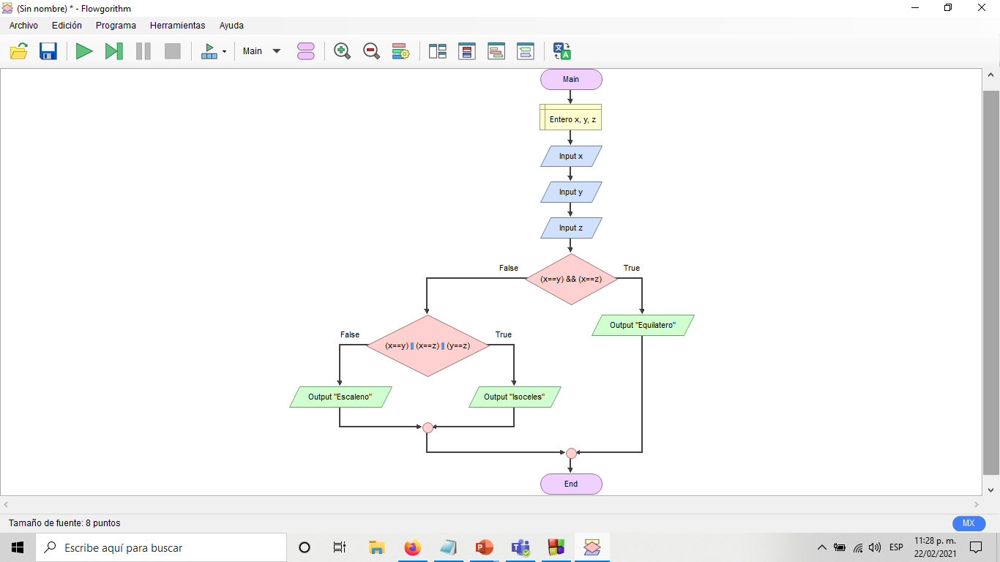 (Sin nombre) * - Flowgorithm
Archivo Edición Programa Herramientas Ayuda
Main
Main
Entero x, y, z
Input x
Input y
Input z
False
True
(x==y) && (x==z)
Output "Equilatero"
False
True
(x==y) || (x==z) || (y==z)
Output "Escaleno"
Output "Isoceles"
End
Tamaño de fuente: 8 puntos
MX
Escribe aquí para buscar
ESP
11:28 p. m.
22/02/2021